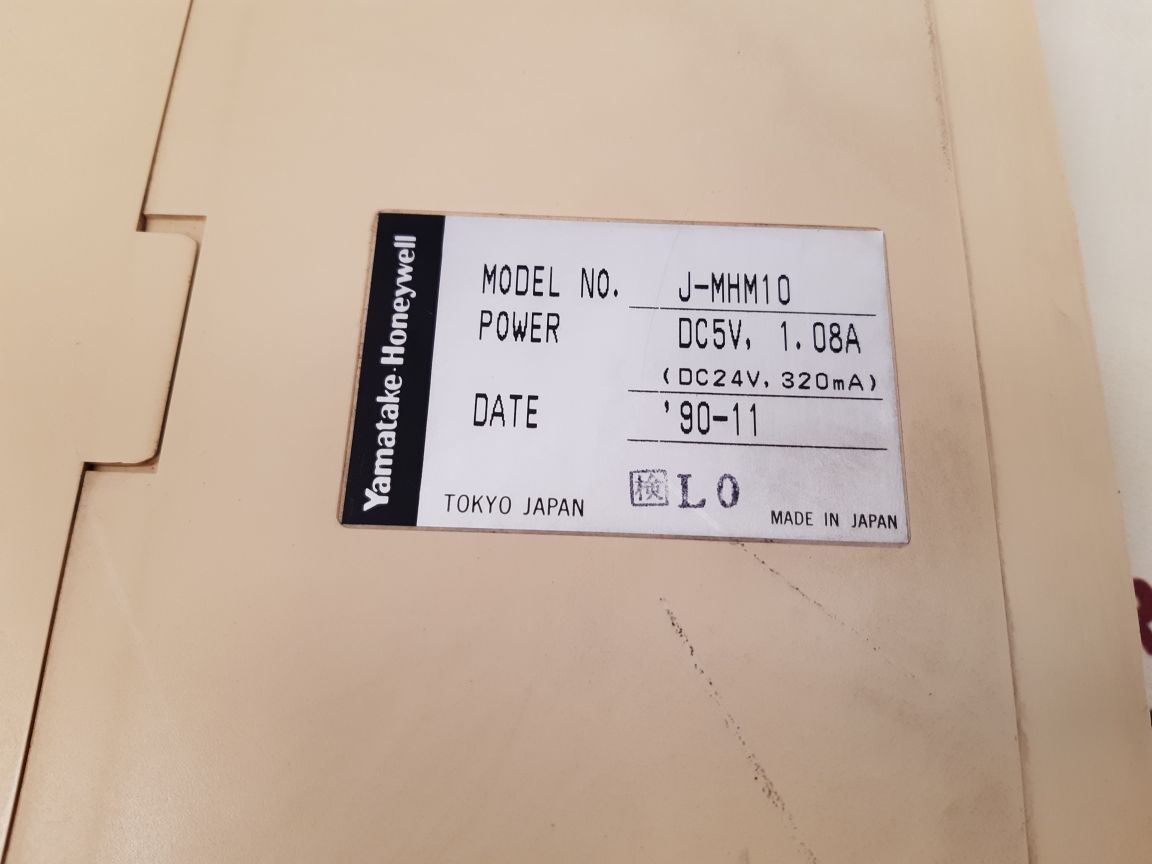 Yamatake-Honeywell
MODEL NO. J-MHM10
POWER DC5V, 1.08A
(DC24V, 320mA)
DATE '90-11
検 L0
TOKYO JAPAN
MADE IN JAPAN